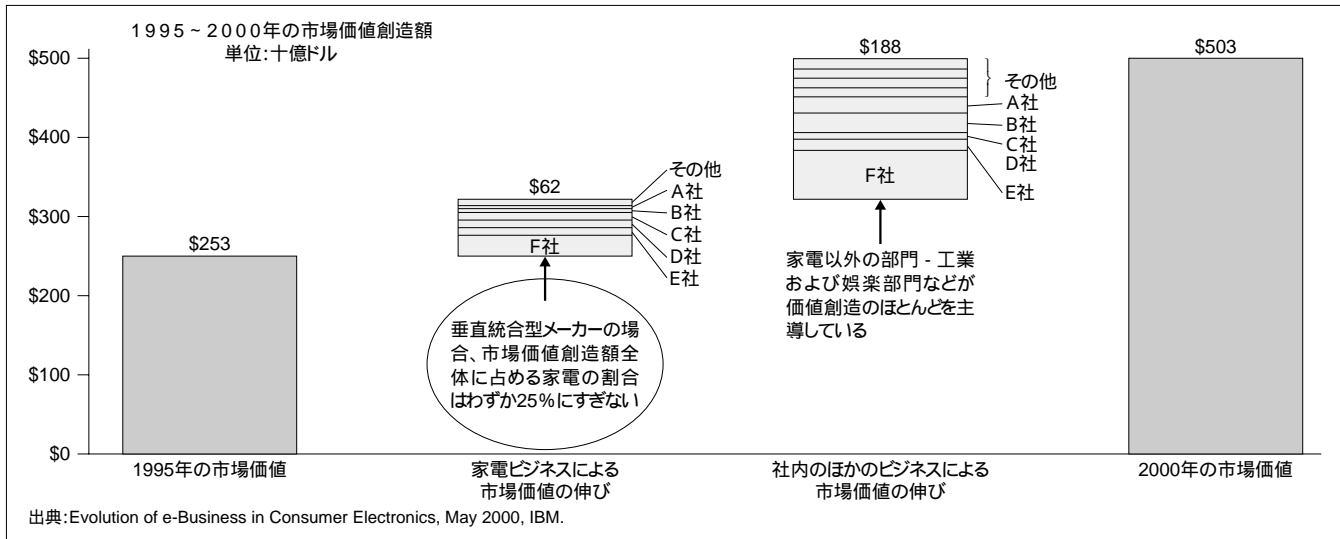 1995~2000年の市場価値創造額
単位:十億ドル
$500
$400
$300
$200
$100
$0
$253
$62
その他
A社
B社
C社
D社
E社
F社
垂直統合型メーカーの場
合、市場価値創造額全
体に占める家電の割合
はわずか25%にすぎない
$188
その他
A社
B社
C社
D社
E社
F社
家電以外の部門 - 工業
および娯楽部門などが
価値創造のほとんどを主
導している
$503
1995年の市場価値
家電ビジネスによる
市場価値の伸び
社内のほかのビジネスによる
市場価値の伸び
2000年の市場価値
出典:Evolution of e-Business in Consumer Electronics, May 2000, IBM.